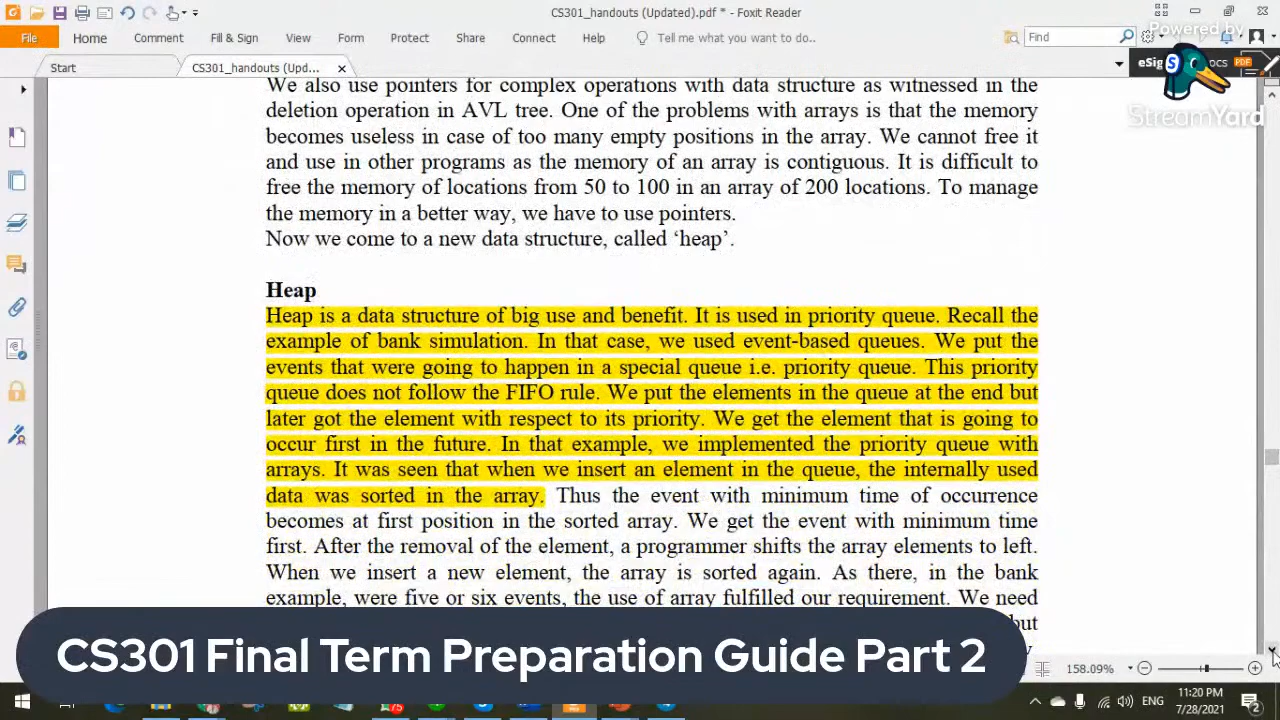 CS301_handouts (Updated).pdf * - Foxit Reader
Powered by
File Home Comment Fill & Sign View Form Protect Share Connect Help Tell me what you want to do.. Find
Start CS301_handouts (Upd... eSig ocs PDF
StreamYard
We also use pointers for complex operations with data structure as witnessed in the
deletion operation in AVL tree. One of the problems with arrays is that the memory
becomes useless in case of too many empty positions in the array. We cannot free it
and use in other programs as the memory of an array is contiguous. It is difficult to
free the memory of locations from 50 to 100 in an array of 200 locations. To manage
the memory in a better way, we have to use pointers.
Now we come to a new data structure, called ‘heap’.
Heap
Heap is a data structure of big use and benefit. It is used in priority queue. Recall the
example of bank simulation. In that case, we used event-based queues. We put the
events that were going to happen in a special queue i.e. priority queue. This priority
queue does not follow the FIFO rule. We put the elements in the queue at the end but
later got the element with respect to its priority. We get the element that is going to
occur first in the future. In that example, we implemented the priority queue with
arrays. It was seen that when we insert an element in the queue, the internally used
data was sorted in the array. Thus the event with minimum time of occurrence
becomes at first position in the sorted array. We get the event with minimum time
first. After the removal of the element, a programmer shifts the array elements to left.
When we insert a new element, the array is sorted again. As there, in the bank
example, were five or six events, the use of array fulfilled our requirement. We need
but
CS301 Final Term Preparation Guide Part 2
158.09%
75
ENG
11:20 PM
7/28/2021
2